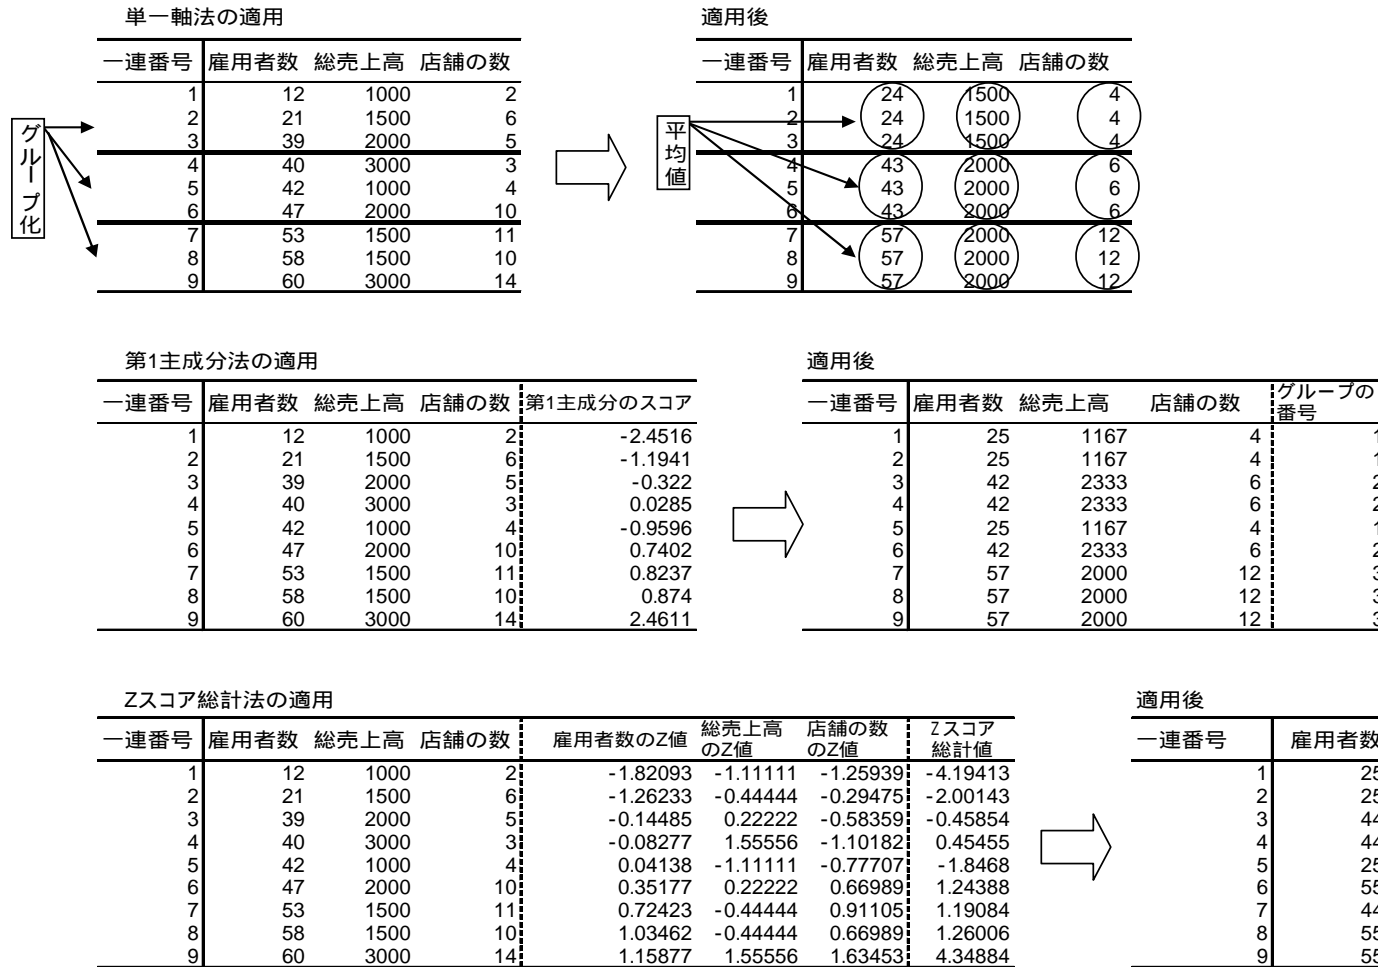 単一軸法の適用
一連番号 雇用者数 総売上高 店舗の数
1 12 1000 2
2 21 1500 6
3 39 2000 5
4 40 3000 3
5 42 1000 4
6 47 2000 10
7 53 1500 11
8 58 1500 10
9 60 3000 14
グループ化
適用後
一連番号 雇用者数 総売上高 店舗の数
1 24 1500 4
2 24 1500 4
3 24 1500 4
4 43 2000 6
5 43 2000 6
6 43 2000 6
7 57 2000 12
8 57 2000 12
9 57 2000 12
平均値
第1主成分法の適用
一連番号 雇用者数 総売上高 店舗の数 第1主成分のスコア
1 12 1000 2 -2.4516
2 21 1500 6 -1.1941
3 39 2000 5 -0.322
4 40 3000 3 0.0285
5 42 1000 4 -0.9596
6 47 2000 10 0.7402
7 53 1500 11 0.8237
8 58 1500 10 0.874
9 60 3000 14 2.4611
適用後
一連番号 雇用者数 総売上高 店舗の数 グループの番号
1 25 1167 4 1
2 25 1167 4 1
3 42 2333 6 2
4 42 2333 6 2
5 25 1167 4 1
6 42 2333 6 2
7 57 2000 12 3
8 57 2000 12 3
9 57 2000 12 3
Zスコア総計法の適用
一連番号 雇用者数 総売上高 店舗の数 雇用者数のZ値 総売上高のZ値 店舗の数のZ値 Zスコア総計値
1 12 1000 2 -1.82093 -1.11111 -1.25939 -4.19413
2 21 1500 6 -1.26233 -0.44444 -0.29475 -2.00143
3 39 2000 5 -0.14485 0.22222 -0.58359 -0.45854
4 40 3000 3 -0.08277 1.55556 -1.10182 0.45455
5 42 1000 4 0.04138 -1.11111 -0.77707 -1.8468
6 47 2000 10 0.35177 0.22222 0.66989 1.24388
7 53 1500 11 0.72423 -0.44444 0.91105 1.19084
8 58 1500 10 1.03462 -0.44444 0.66989 1.26006
9 60 3000 14 1.15877 1.55556 1.63453 4.34884
適用後
一連番号 雇用者数
1 25
2 25
3 44
4 44
5 25
6 55
7 44
8 55
9 55